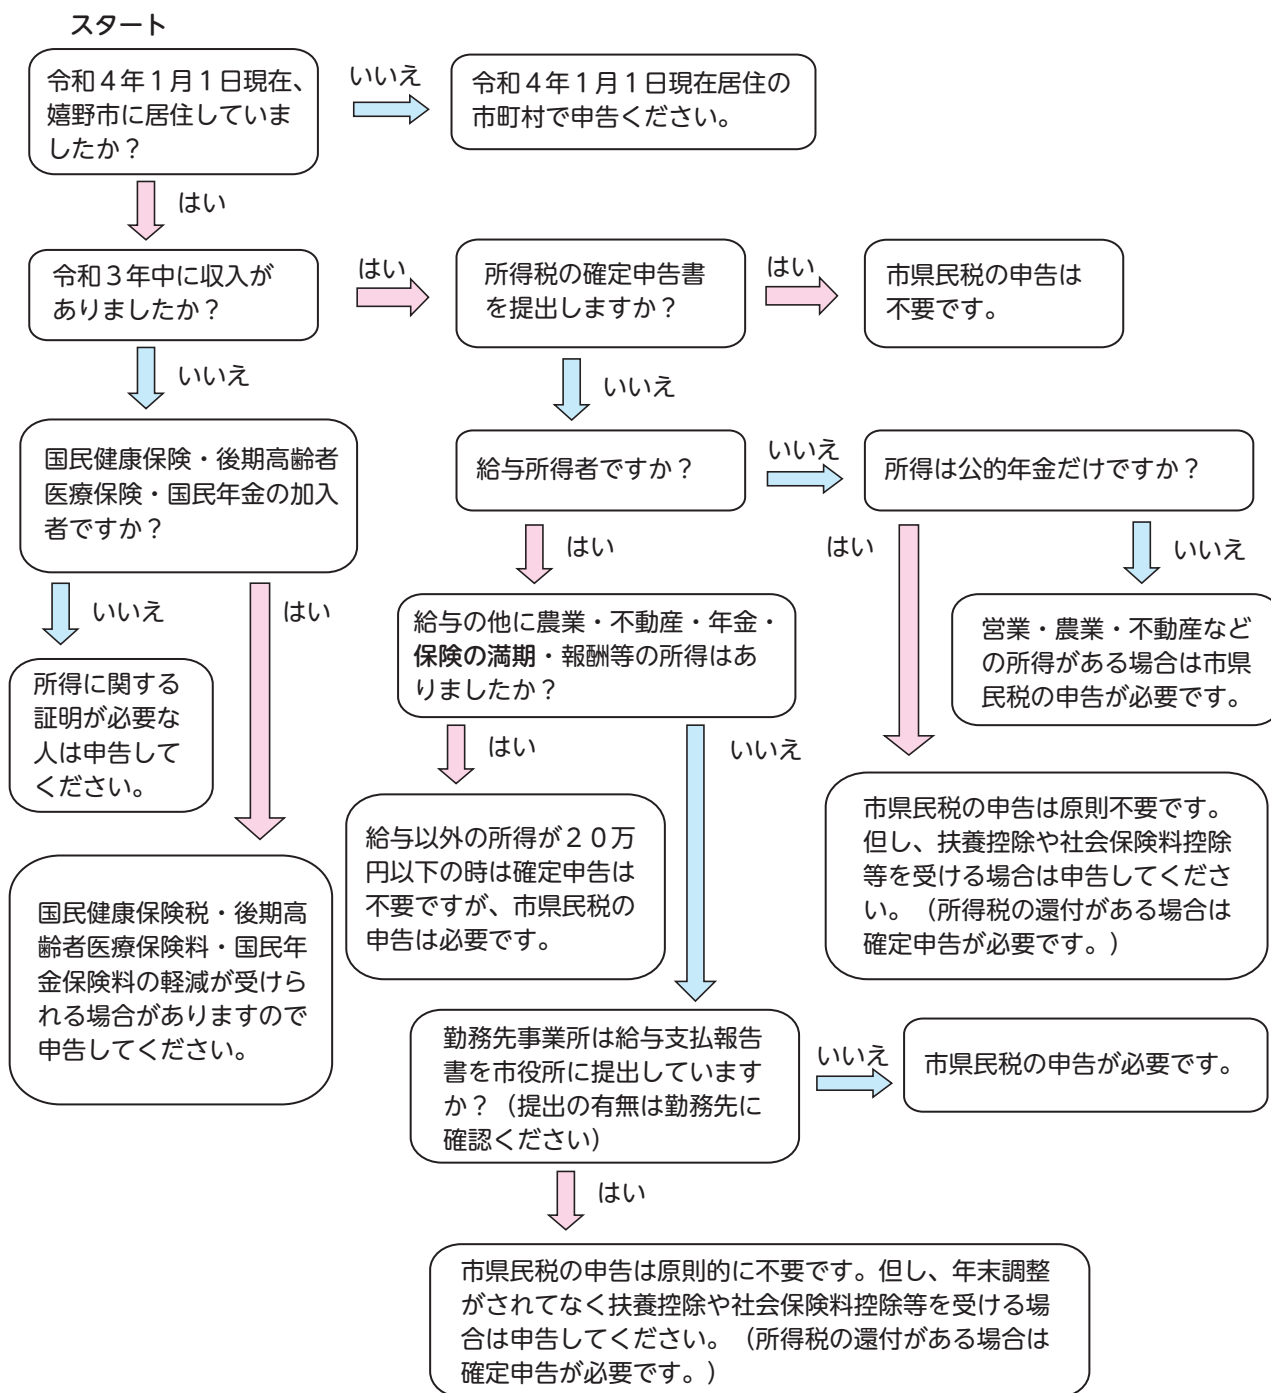 スタート
令和４年１月１日現在、
嬉野市に居住していま
したか？
いいえ
令和４年１月１日現在居住の
市町村で申告ください。
はい
令和３年中に収入が
ありましたか？
はい
所得税の確定申告書
を提出しますか？
はい
市県民税の申告は
不要です。
いいえ
いいえ
国民健康保険・後期高齢者
医療保険・国民年金の加入
者ですか？
給与所得者ですか？
いいえ
所得は公的年金だけですか？
いいえ
はい
はい
はい
いいえ
所得に関する
証明が必要な
人は申告して
ください。
給与の他に農業・不動産・年金・
保険の満期・報酬等の所得はあ
りましたか？
営業・農業・不動産など
の所得がある場合は市県
民税の申告が必要です。
はい
いいえ
国民健康保険税・後期高
齢者医療保険料・国民年
金保険料の軽減が受けら
れる場合がありますので
申告してください。
給与以外の所得が２０万
円以下の時は確定申告は
不要ですが、市県民税の
申告は必要です。
市県民税の申告は原則不要です。
但し、扶養控除や社会保険料控除
等を受ける場合は申告してくださ
い。（所得税の還付がある場合は
確定申告が必要です。）
勤務先事業所は給与支払報告
書を市役所に提出しています
か？（提出の有無は勤務先に
確認ください）
いいえ
市県民税の申告が必要です。
はい
市県民税の申告は原則的に不要です。但し、年末調整
がされてなく扶養控除や社会保険料控除等を受ける場
合は申告してください。（所得税の還付がある場合は
確定申告が必要です。）